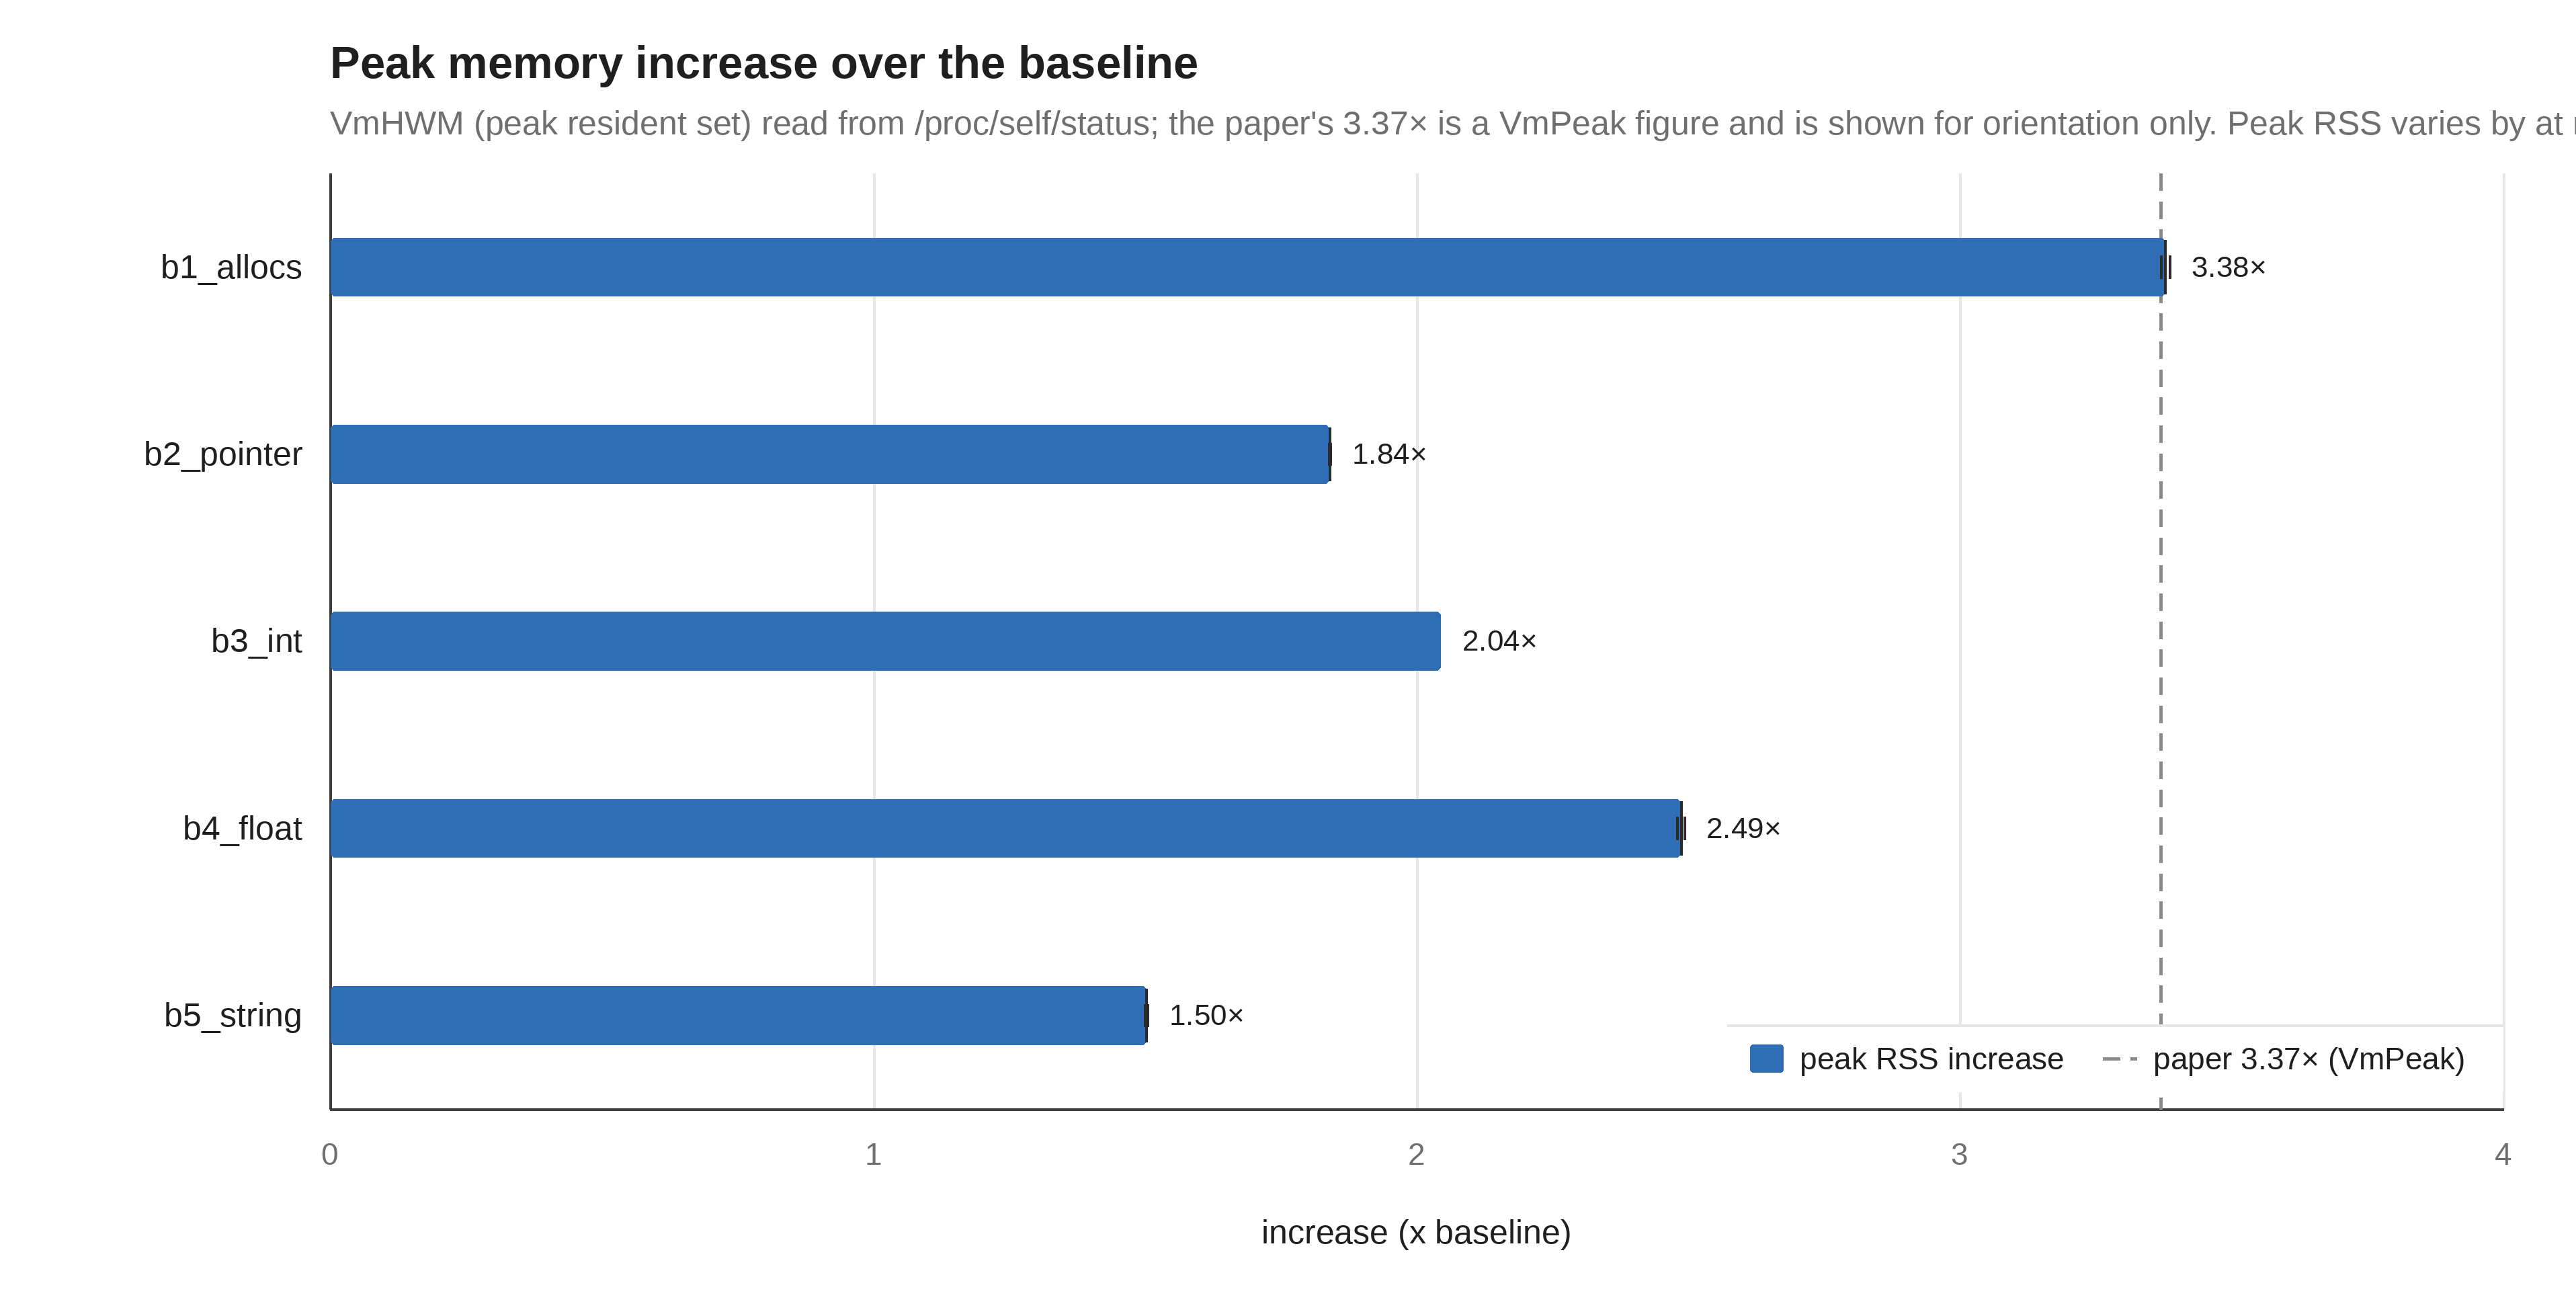 Peak memory increase over the baseline
VmHWM (peak resident set) read from /proc/self/status; the paper's 3.37× is a VmPeak figure and is shown for orientation only. Peak RSS varies by at
b1_allocs
3.38×
b2_pointer
1.84×
b3_int
2.04×
b4_float
2.49×
b5_string
1.50×
peak RSS increase
paper 3.37× (VmPeak)
0 1 2 3 4
increase (x baseline)